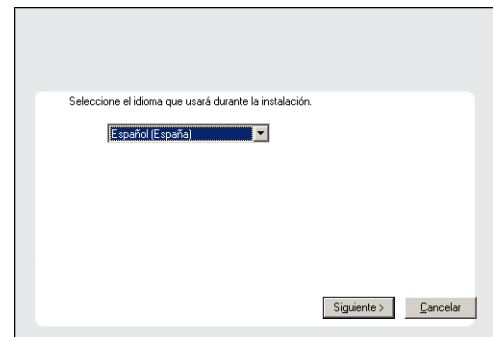 Seleccione el idioma que usará durante la instalación.
Español (España)
Siguiente >
Cancelar